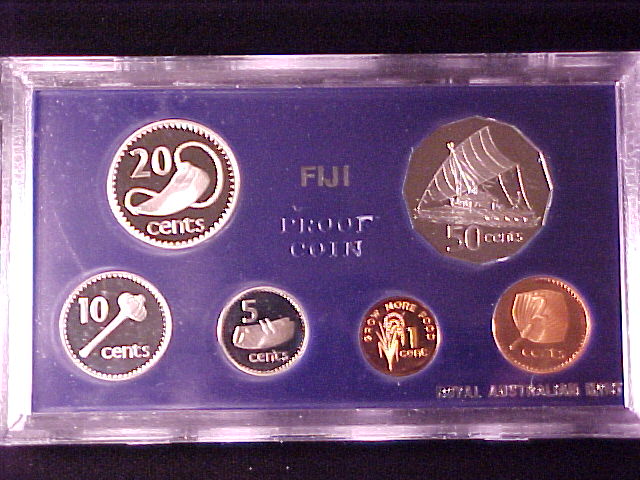 20
cents
FIJI
PROOF
COIN
50 cents
10
cents
5
cents
GROW MORE FOOD
1
cent
cents
ROYAL AUSTRALIAN MINT